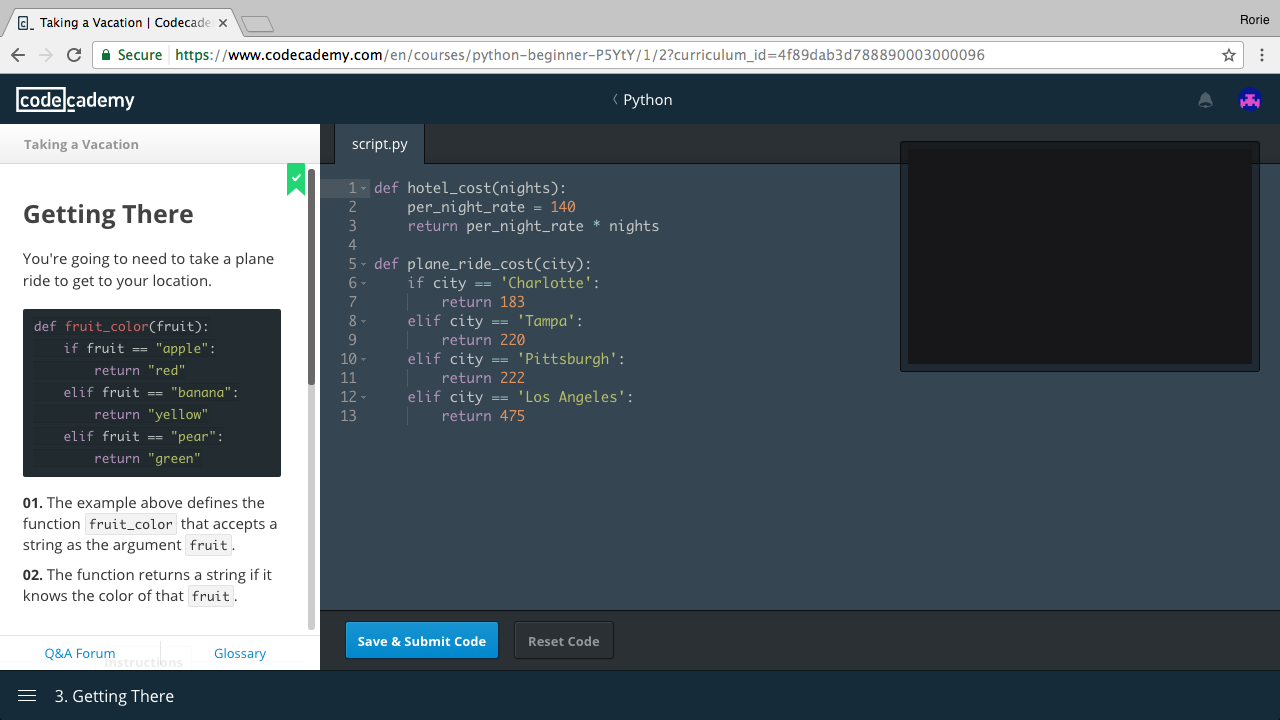 Taking a Vacation | Codecade
Rorie
Secure https://www.codecademy.com/en/courses/python-beginner-P5YtY/1/2?curriculum_id=4f89dab3d788890003000096
codecademy
Python
Taking a Vacation
Getting There
You're going to need to take a plane
ride to get to your location.
def fruit_color(fruit):
    if fruit == "apple":
        return "red"
    elif fruit == "banana":
        return "yellow"
    elif fruit == "pear":
        return "green"
01. The example above defines the
function fruit_color that accepts a
string as the argument fruit.
02. The function returns a string if it
knows the color of that fruit.
Instructions
Q&A Forum
Glossary
script.py
1 def hotel_cost(nights):
2     per_night_rate = 140
3     return per_night_rate * nights
4
5 def plane_ride_cost(city):
6     if city == 'Charlotte':
7         return 183
8     elif city == 'Tampa':
9         return 220
10     elif city == 'Pittsburgh':
11         return 222
12     elif city == 'Los Angeles':
13         return 475
Save & Submit Code
Reset Code
3. Getting There